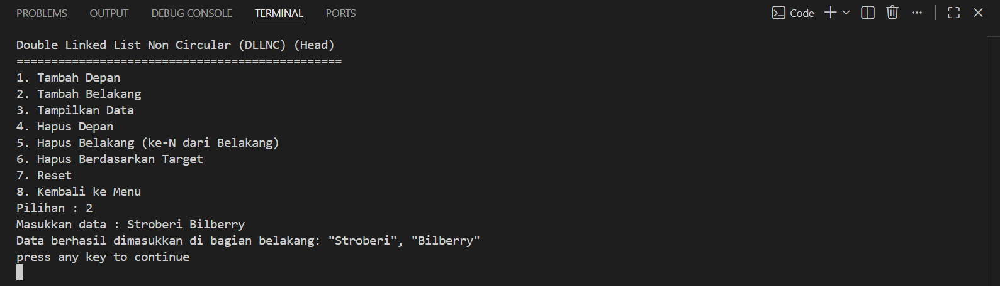 PROBLEMS OUTPUT DEBUG CONSOLE TERMINAL PORTS Code
Double Linked List Non Circular (DLLNC) (Head)
===============================================
1. Tambah Depan
2. Tambah Belakang
3. Tampilkan Data
4. Hapus Depan
5. Hapus Belakang (ke-N dari Belakang)
6. Hapus Berdasarkan Target
7. Reset
8. Kembali ke Menu
Pilihan : 2
Masukkan data : Stroberi Bilberry
Data berhasil dimasukkan di bagian belakang: "Stroberi", "Bilberry"
press any key to continue